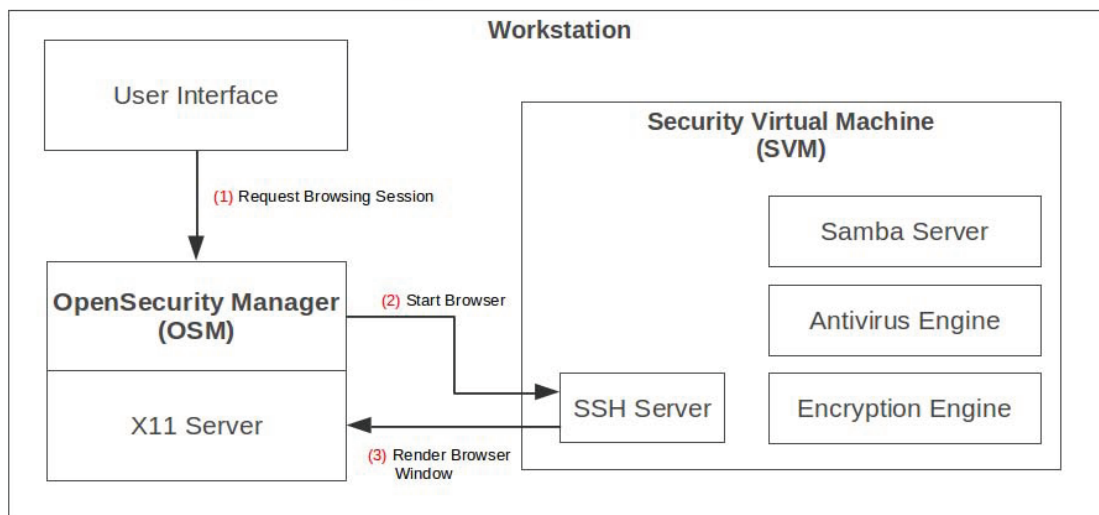 Workstation
User Interface
Security Virtual Machine
(SVM)
(1) Request Browsing Session
Samba Server
OpenSecurity Manager
(OSM)
(2) Start Browser
Antivirus Engine
X11 Server
SSH Server
Encryption Engine
(3) Render Browser
Window